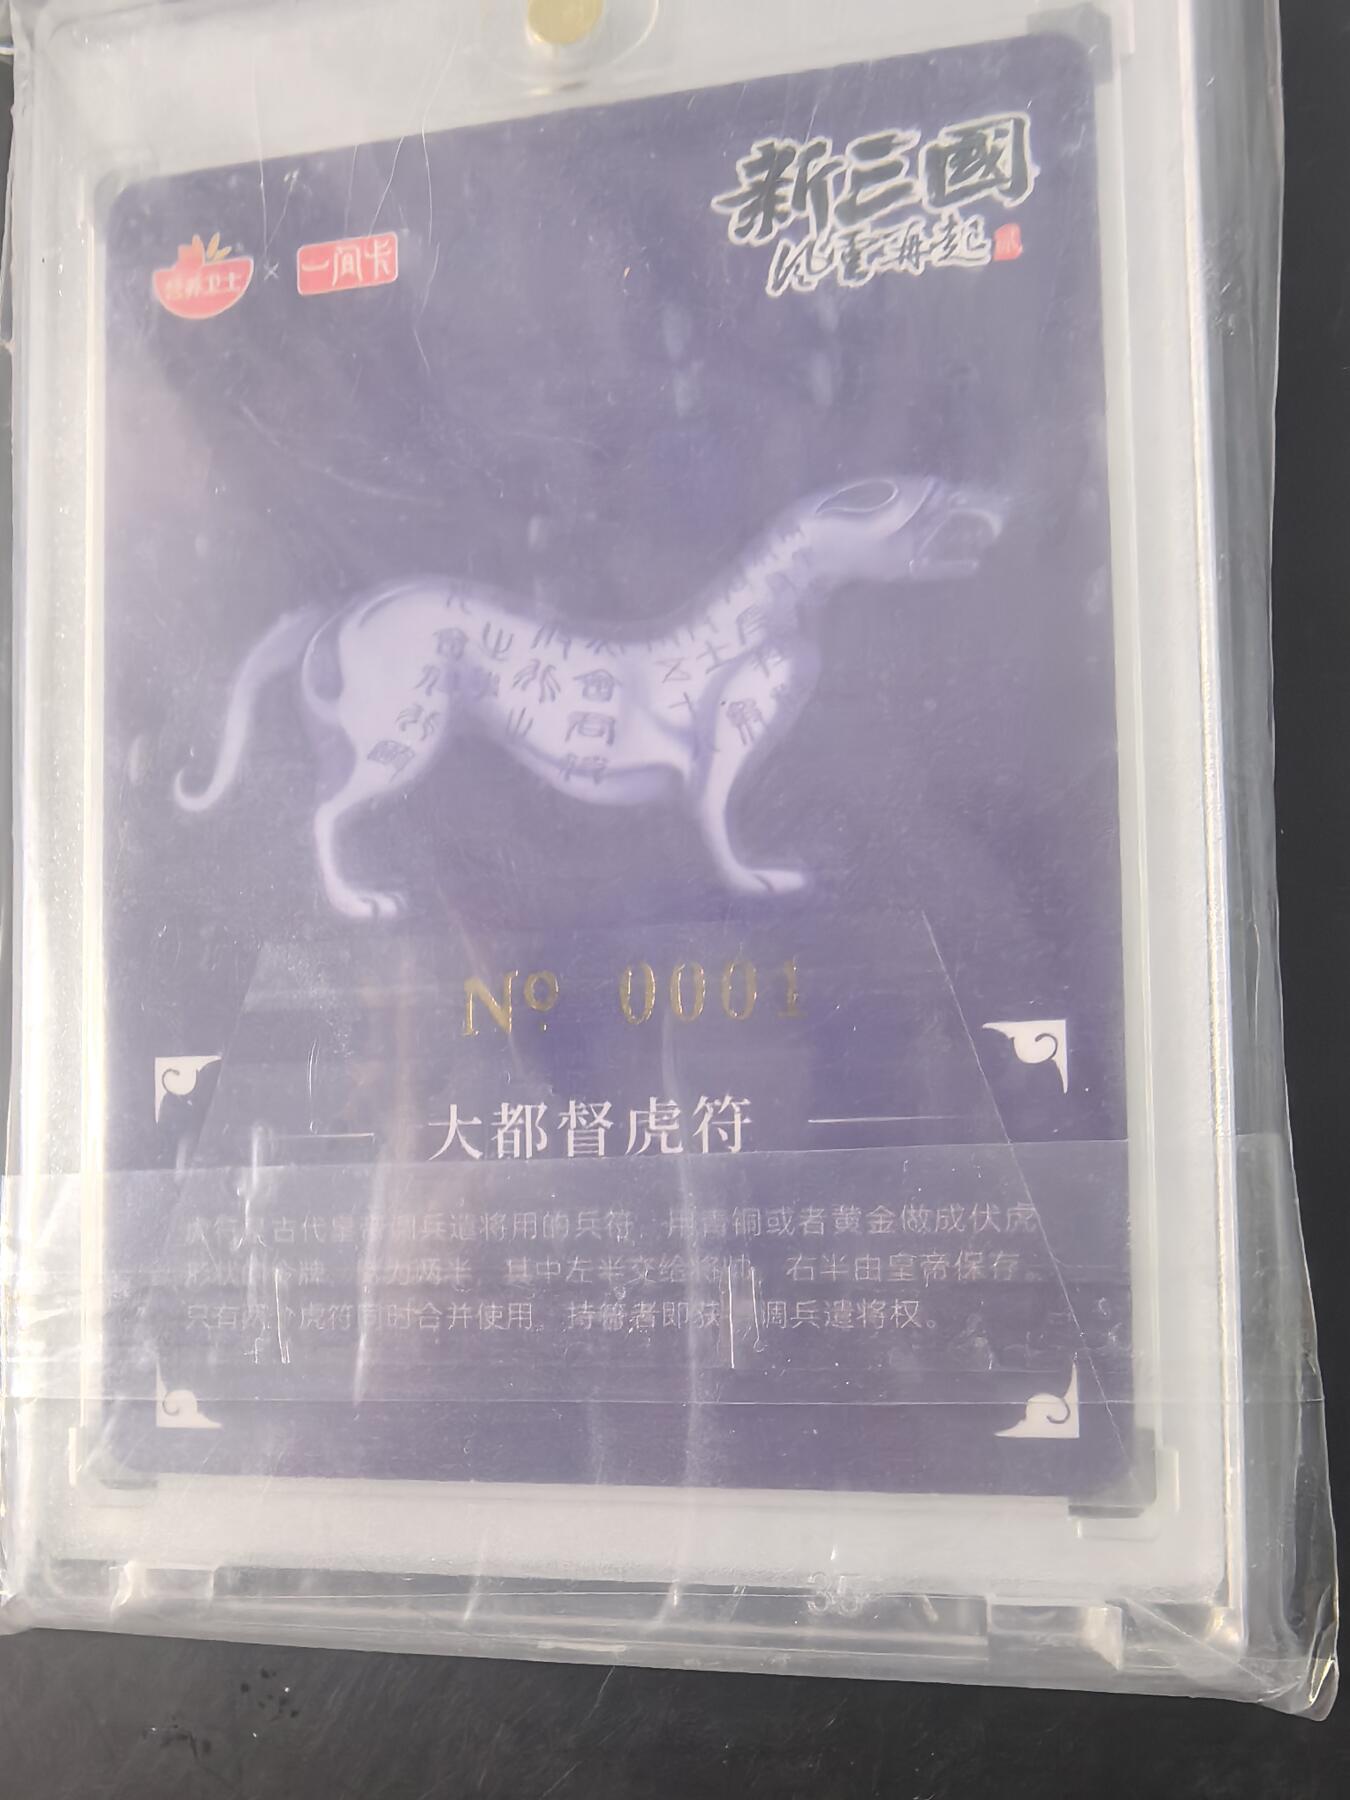 新三國
风雲再起
营养卫士 × 一间卡
No 0001
大都督虎符
虎符是古代皇帝调兵遣将用的兵符，用青铜或者黄金做成伏虎
形状的令牌，分为两半，其中左半交给将帅，右半由皇帝保存。
只有两个虎符同时合并使用，持符者即获得调兵遣将权。
35